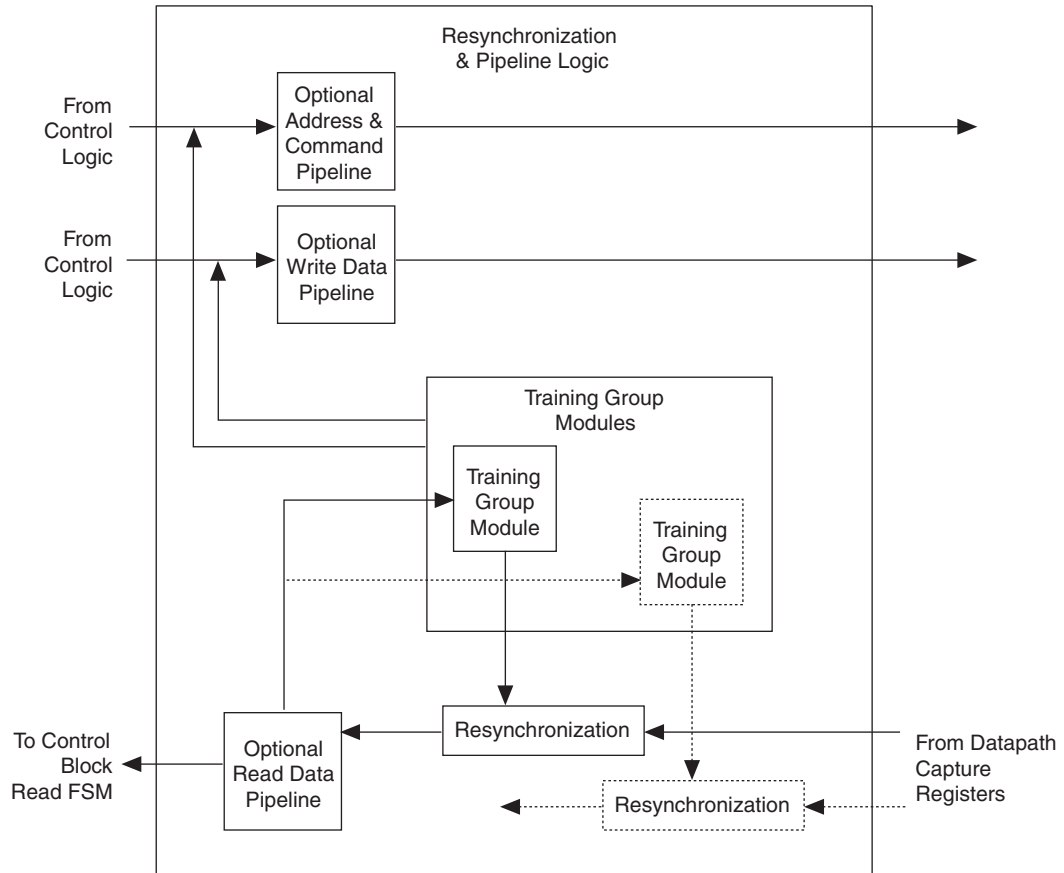 Resynchronization
& Pipeline Logic
From
Control
Logic
Optional
Address &
Command
Pipeline
From
Control
Logic
Optional
Write Data
Pipeline
Training Group
Modules
Training
Group
Module
Training
Group
Module
To Control
Block
Read FSM
Optional
Read Data
Pipeline
Resynchronization
Resynchronization
From Datapath
Capture
Registers